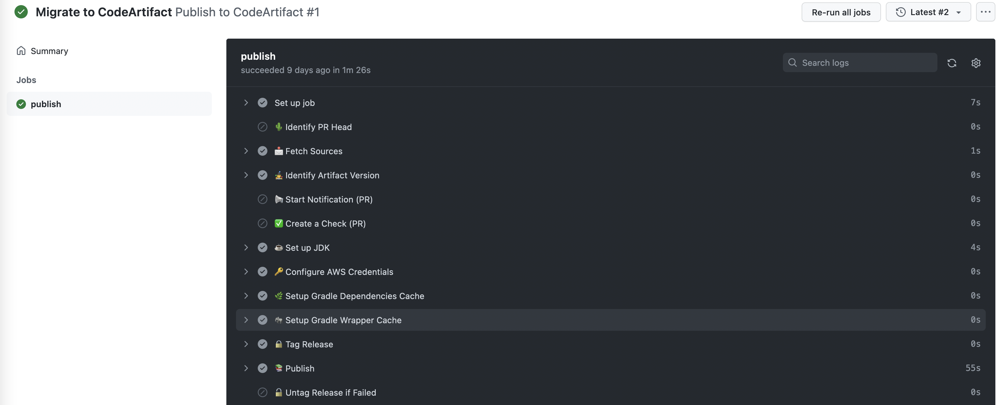 Migrate to CodeArtifact Publish to CodeArtifact #1
Re-run all jobs
Latest #2
Summary
Jobs
publish
publish
succeeded 9 days ago in 1m 26s
Search logs
Set up job 7s
🌵 Identify PR Head 0s
📩 Fetch Sources 1s
🤹 Identify Artifact Version 0s
📢 Start Notification (PR) 0s
✅ Create a Check (PR) 0s
☕ Set up JDK 4s
🔑 Configure AWS Credentials 0s
🌿 Setup Gradle Dependencies Cache 0s
🐘 Setup Gradle Wrapper Cache 0s
🔒 Tag Release 0s
📚 Publish 55s
🔓 Untag Release if Failed 0s